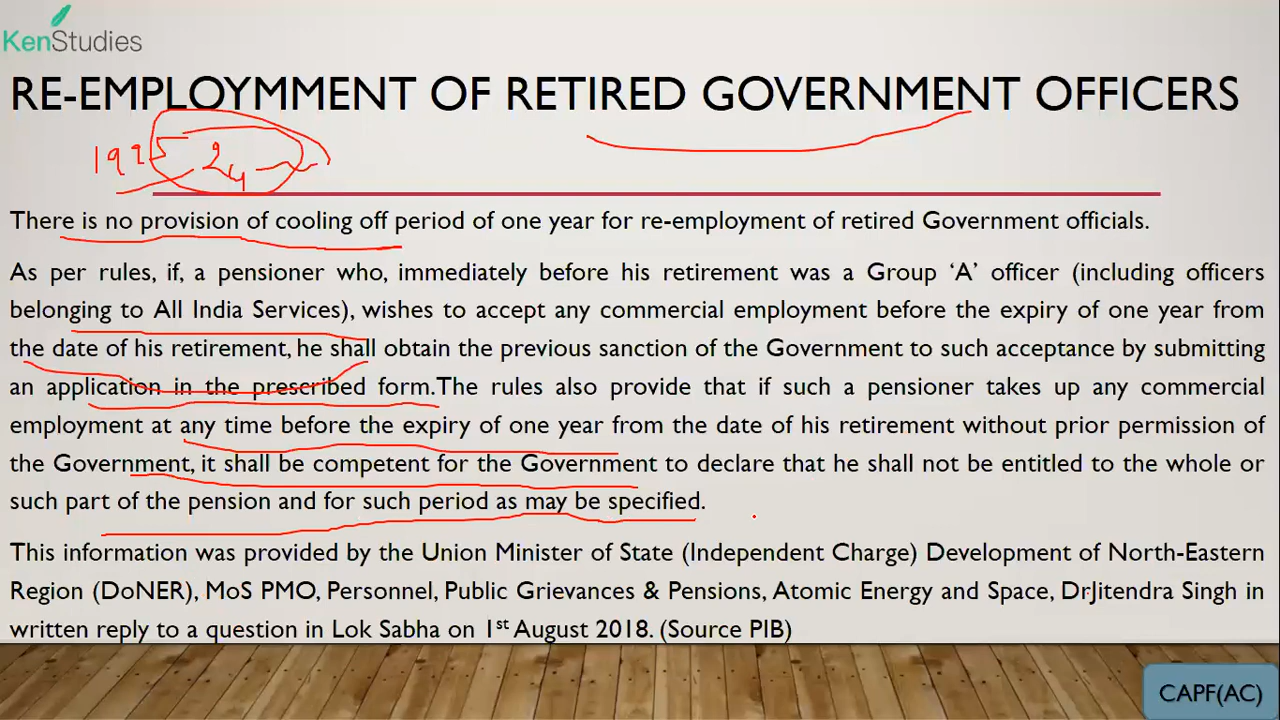 KenStudies
RE-EMPLOYMMENT OF RETIRED GOVERNMENT OFFICERS
24
There is no provision of cooling off period of one year for re-employment of retired Government officials.
As per rules, if, a pensioner who, immediately before his retirement was a Group ‘A’ officer (including officers
belonging to All India Services), wishes to accept any commercial employment before the expiry of one year from
the date of his retirement, he shall obtain the previous sanction of the Government to such acceptance by submitting
an application in the prescribed form.The rules also provide that if such a pensioner takes up any commercial
employment at any time before the expiry of one year from the date of his retirement without prior permission of
the Government, it shall be competent for the Government to declare that he shall not be entitled to the whole or
such part of the pension and for such period as may be specified.
This information was provided by the Union Minister of State (Independent Charge) Development of North-Eastern
Region (DoNER), MoS PMO, Personnel, Public Grievances & Pensions, Atomic Energy and Space, DrJitendra Singh in
written reply to a question in Lok Sabha on 1st August 2018. (Source PIB)
CAPF(AC)